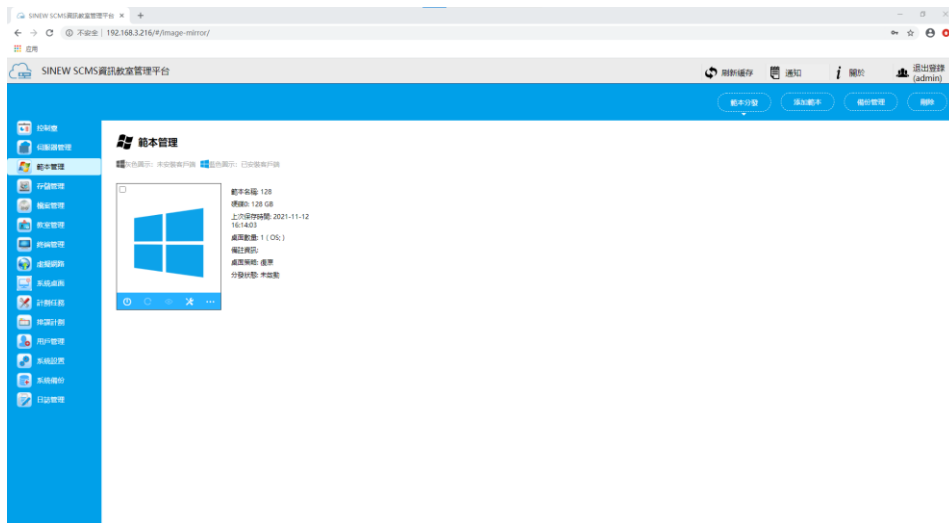 SINEW SCMS資訊教室管理平台
不安全 | 192.168.3.216/#/image-mirror/
应用
SINEW SCMS資訊教室管理平台
刷新緩存
通知
關於
退出登錄
(admin)
範本分發
添加範本
備份管理
刪除
控制臺
伺服器管理
範本管理
存儲管理
檔案管理
教室管理
終端管理
虛擬網路
系統桌面
計劃任務
排課計劃
用戶管理
系統設置
系統備份
日誌管理
範本管理
灰色圖示: 未安裝客戶端
藍色圖示: 已安裝客戶端
範本名稱: 128
硬碟0: 128 GB
上次保存時間: 2021-11-12
16:14:03
桌面數量: 1 ( OS; )
備註資訊:
桌面策略: 還原
分發狀態: 未啟動